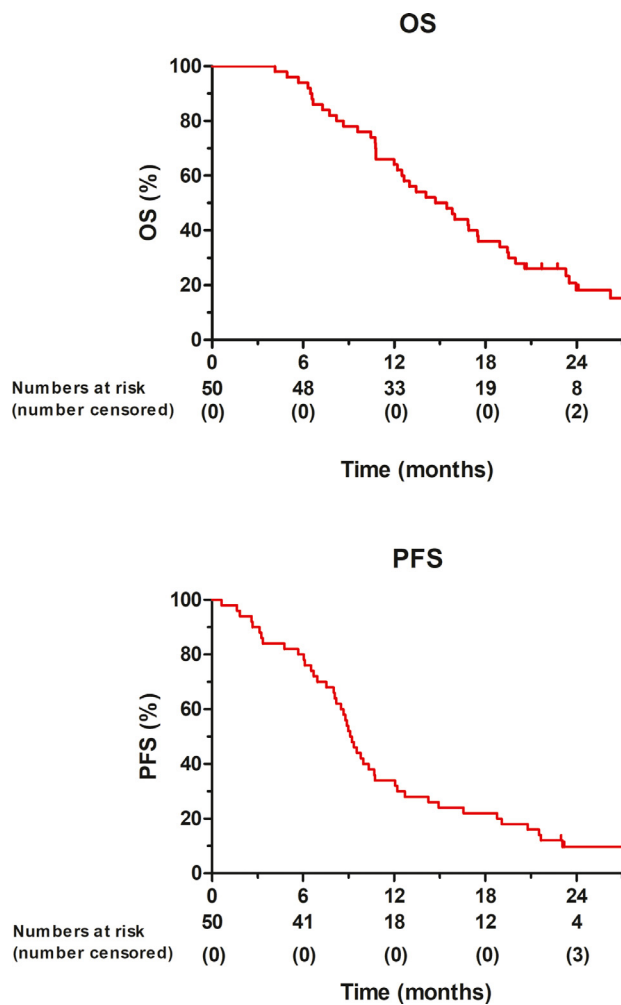 OS
100
80
60
40
20
0
OS (%)
0 6 12 18 24
Numbers at risk 50 48 33 19 8
(number censored) (0) (0) (0) (0) (2)
Time (months)
PFS
100
80
60
40
20
0
PFS (%)
0 6 12 18 24
Numbers at risk 50 41 18 12 4
(number censored) (0) (0) (0) (0) (3)
Time (months)